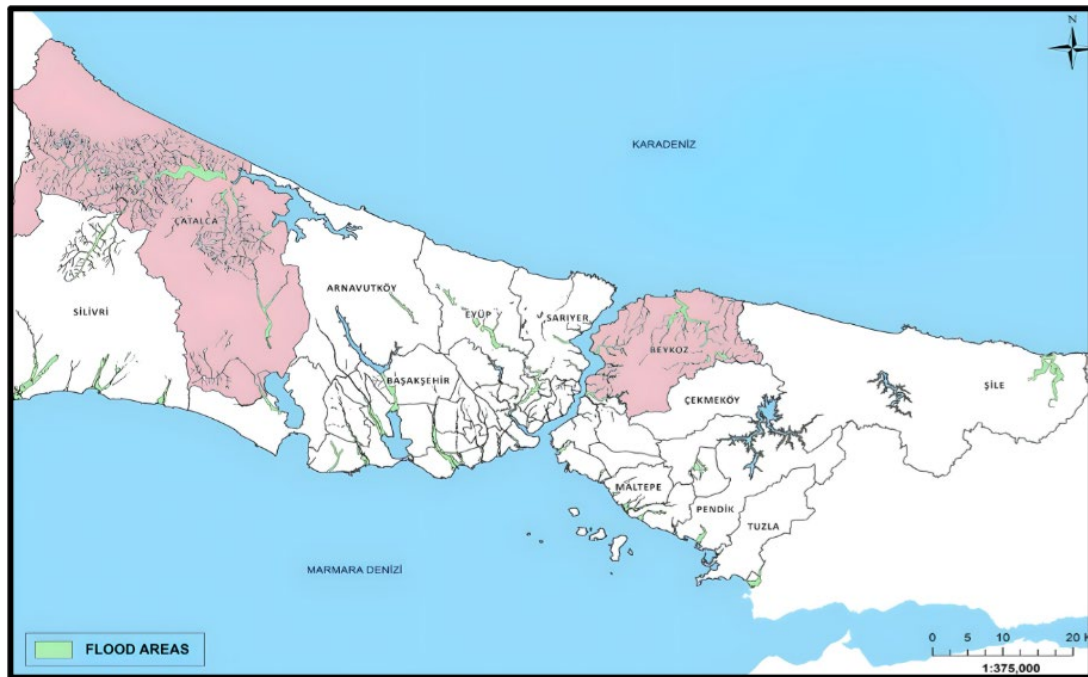 N
KARADENİZ
ÇATALCA
SİLİVRİ
ARNAVUTKÖY
EYÜP
SARIYER
BEYKOZ
BAŞAKŞEHİR
ÇEKMEKÖY
ŞİLE
MALTEPE
PENDİK
TUZLA
MARMARA DENİZİ
FLOOD AREAS
0 5 10 20 K
1:375,000